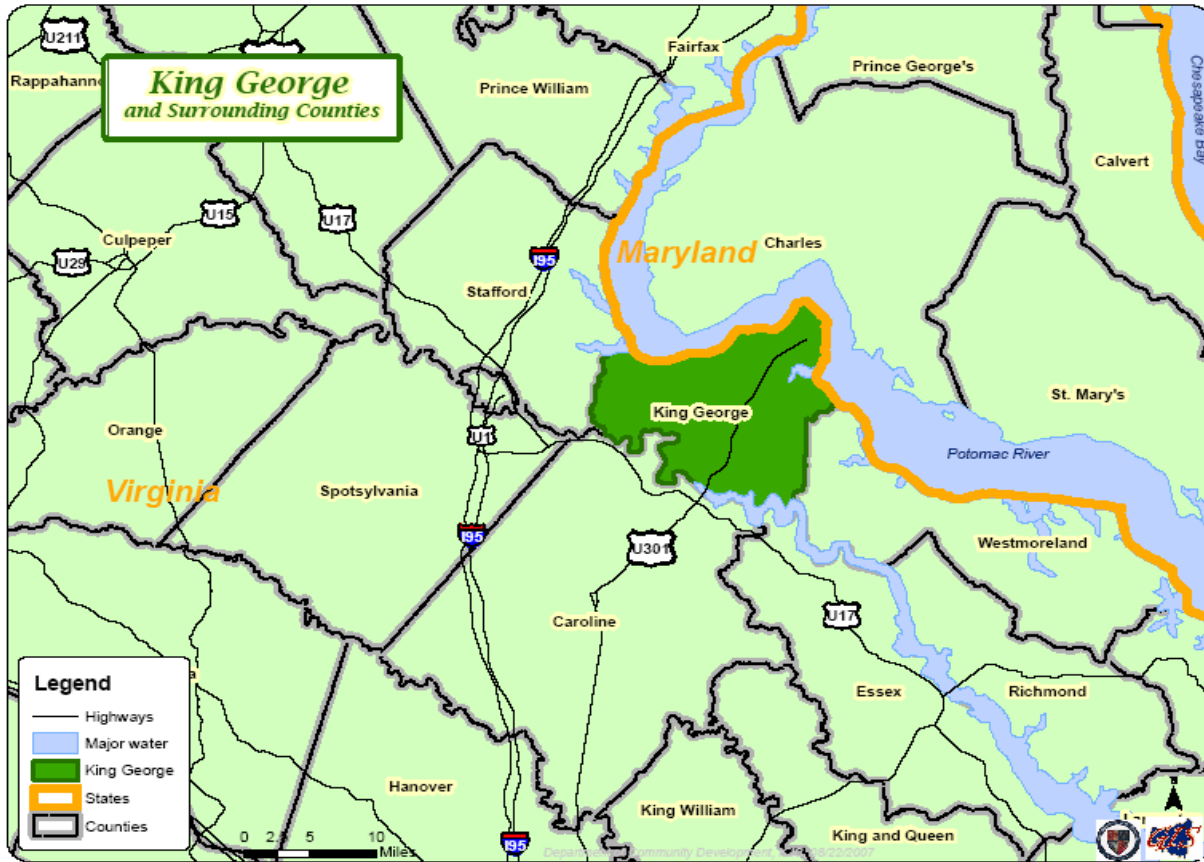 U211
Fairfax
Rappahanno
King George
and Surrounding Counties
Prince William
Prince George's
Chesapeake Bay
Calvert
U15
U17
Culpeper
U29
Maryland
Charles
I95
Stafford
St. Mary's
King George
Orange
U1
Potomac River
Virginia
Spotsylvania
I95
U301
Westmoreland
Caroline
U17
Essex
Richmond
Legend
Highways
Major water
King George
States
Counties
Hanover
King William
King and Queen
0 2.5 5 10
Miles
I95